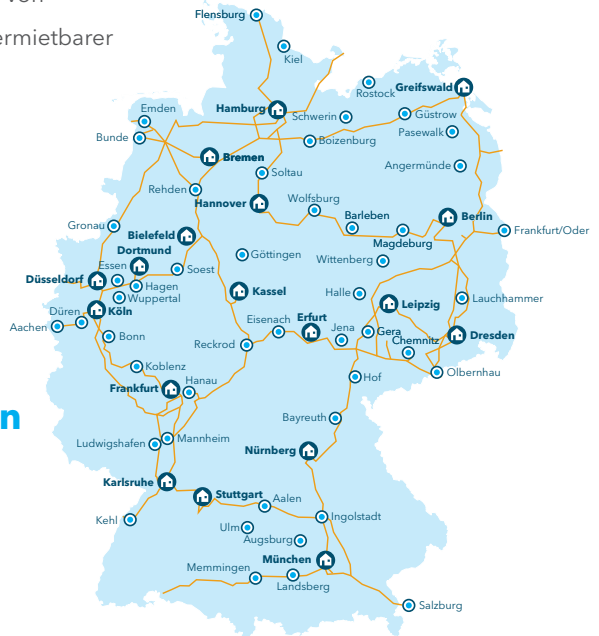 von
ermietbarer
Flensburg
Kiel
Rostock
Greifswald
Hamburg
Schwerin
Güstrow
Emden
Pasewalk
Bunde
Boizenburg
Bremen
Angermünde
Soltau
Rehden
Hannover
Wolfsburg
Barleben
Berlin
Gronau
Frankfurt/Oder
Bielefeld
Magdeburg
Dortmund
Göttingen
Wittenberg
Essen
Soest
Düsseldorf
Hagen
Kassel
Halle
Leipzig
Lauchhammer
Wuppertal
Düren
Köln
Eisenach
Erfurt
Jena
Gera
Aachen
Bonn
Chemnitz
Dresden
Reckrod
Koblenz
Hanau
Hof
Olbernhau
Frankfurt
n
Bayreuth
Ludwigshafen
Mannheim
Nürnberg
Karlsruhe
Stuttgart
Aalen
Kehl
Ingolstadt
Ulm
Augsburg
München
Memmingen
Landsberg
Salzburg